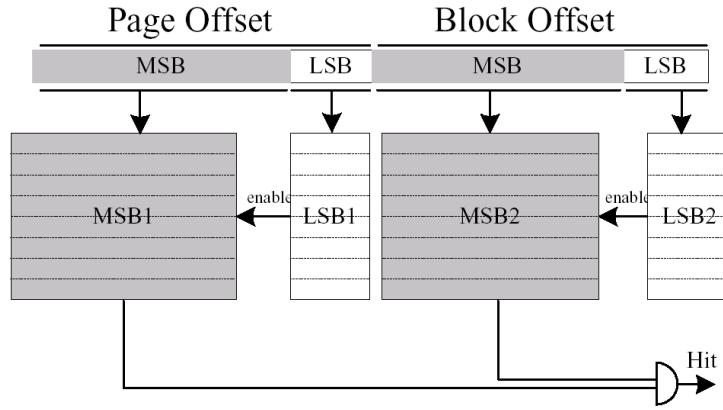 Page Offset Block Offset
MSB LSB MSB LSB
MSB1 enable LSB1 MSB2 enable LSB2
Hit